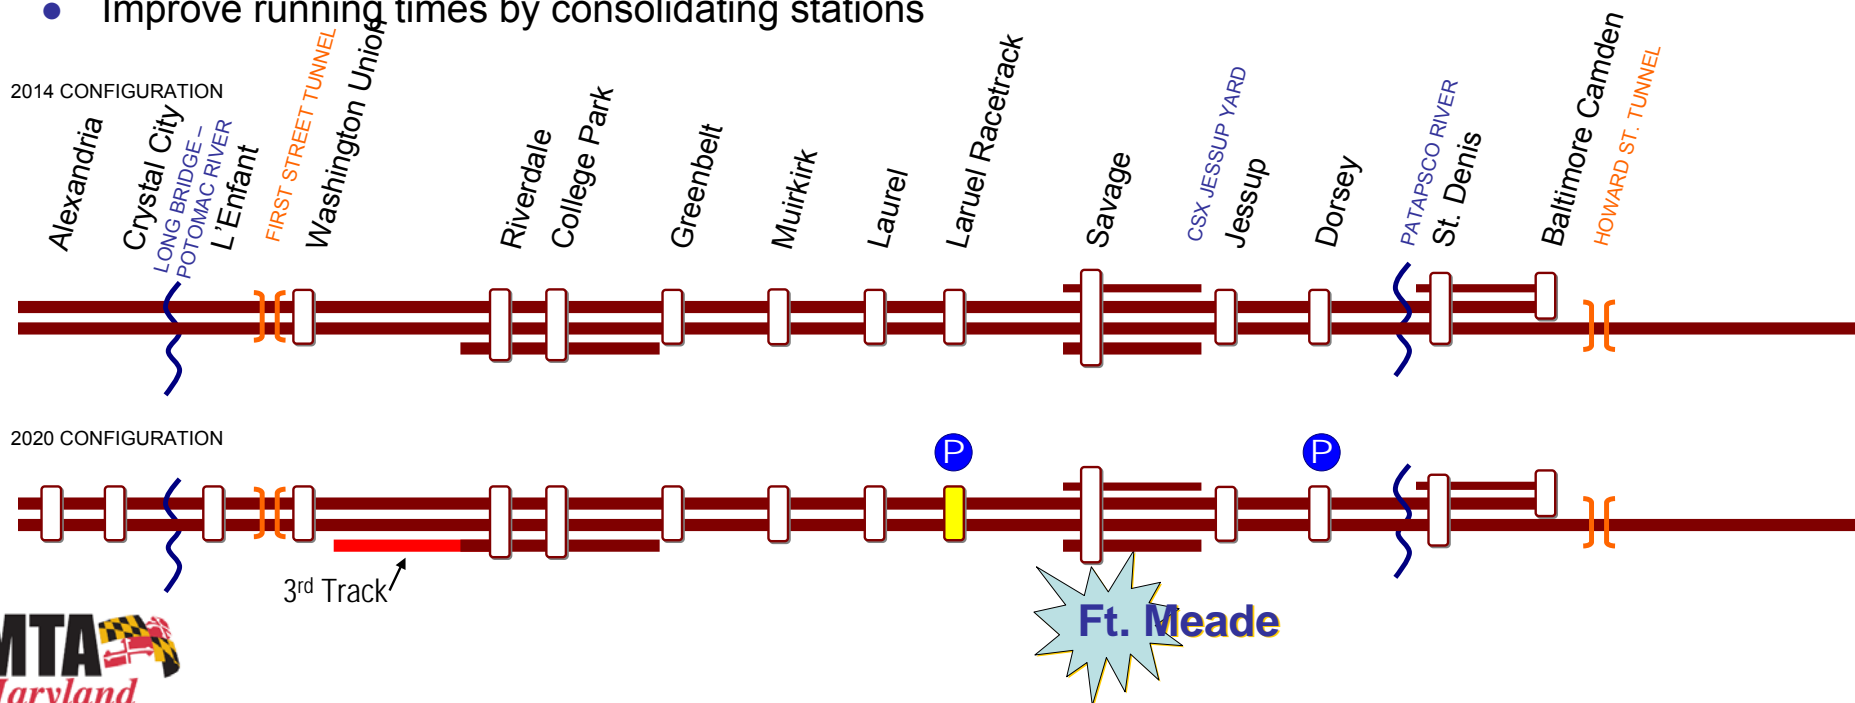 Improve running times by consolidating stations
2014 CONFIGURATION
Alexandria
Crystal City
LONG BRIDGE –
POTOMAC RIVER
L'Enfant
FIRST STREET TUNNEL
Washington Union
Riverdale
College Park
Greenbelt
Muirkirk
Laurel
Laruel Racetrack
Savage
CSX JESSUP YARD
Jessup
Dorsey
PATAPSCO RIVER
St. Denis
Baltimore Camden
HOWARD ST. TUNNEL
2020 CONFIGURATION
P
P
3rd Track
Ft. Meade
MTA
Maryland